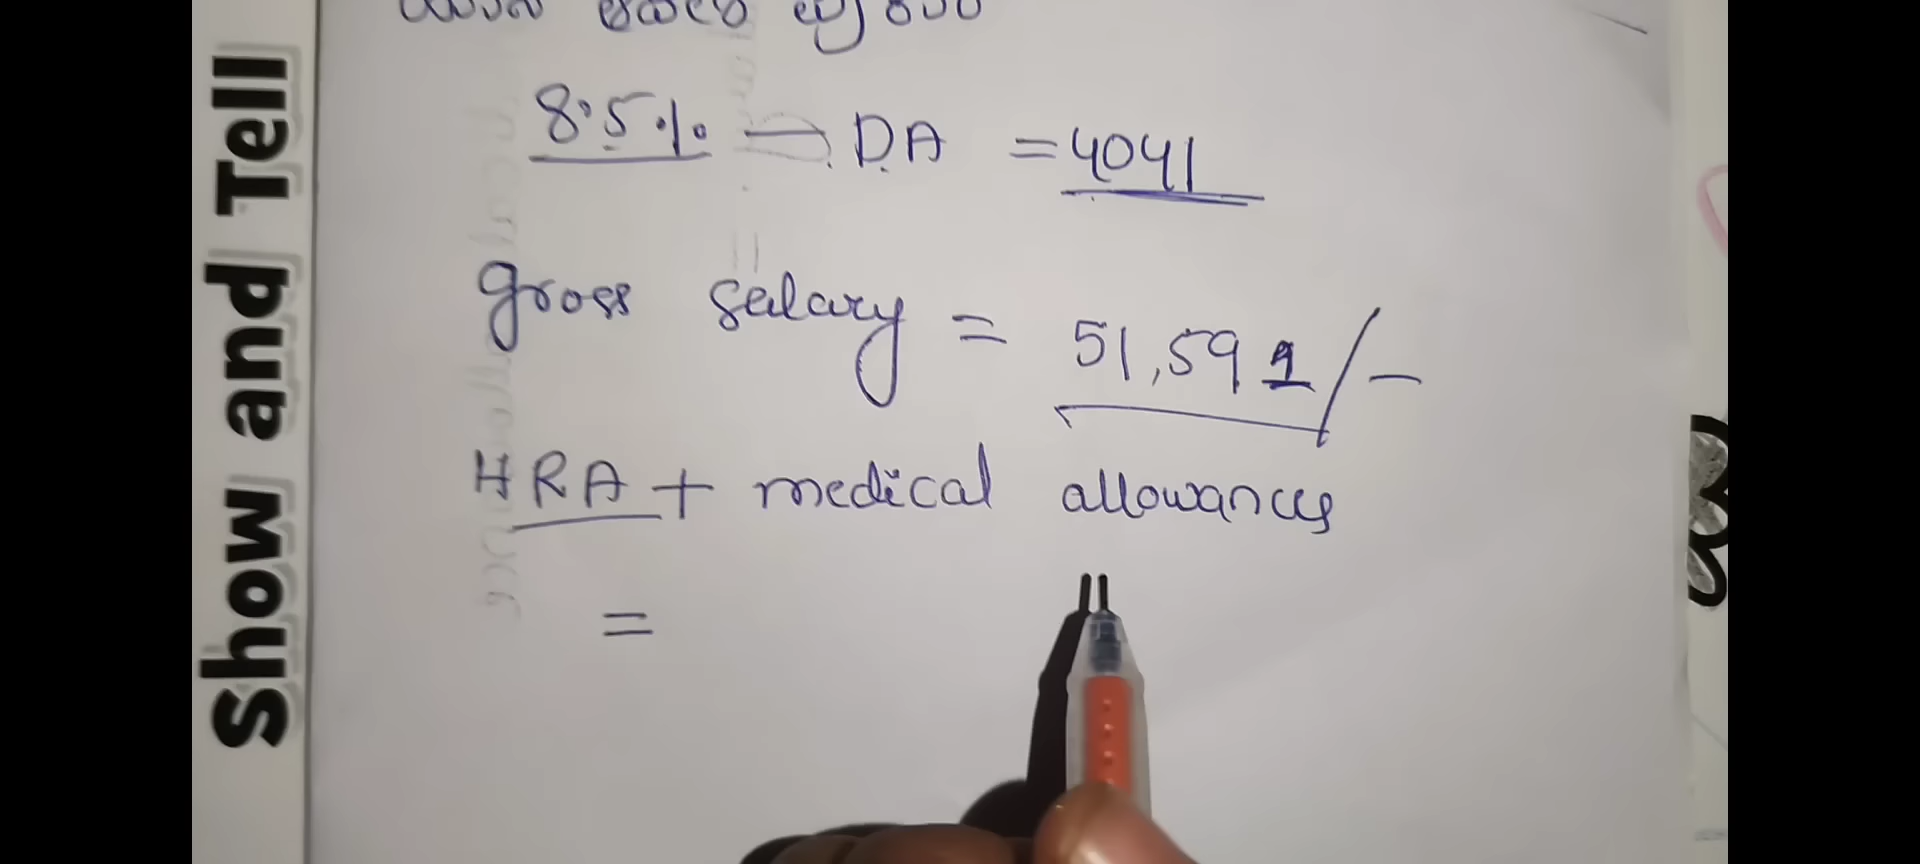 8.5% — DA = 4041
gross salary = 51,591/-
HRA + medical allowances
=
Show and Tell